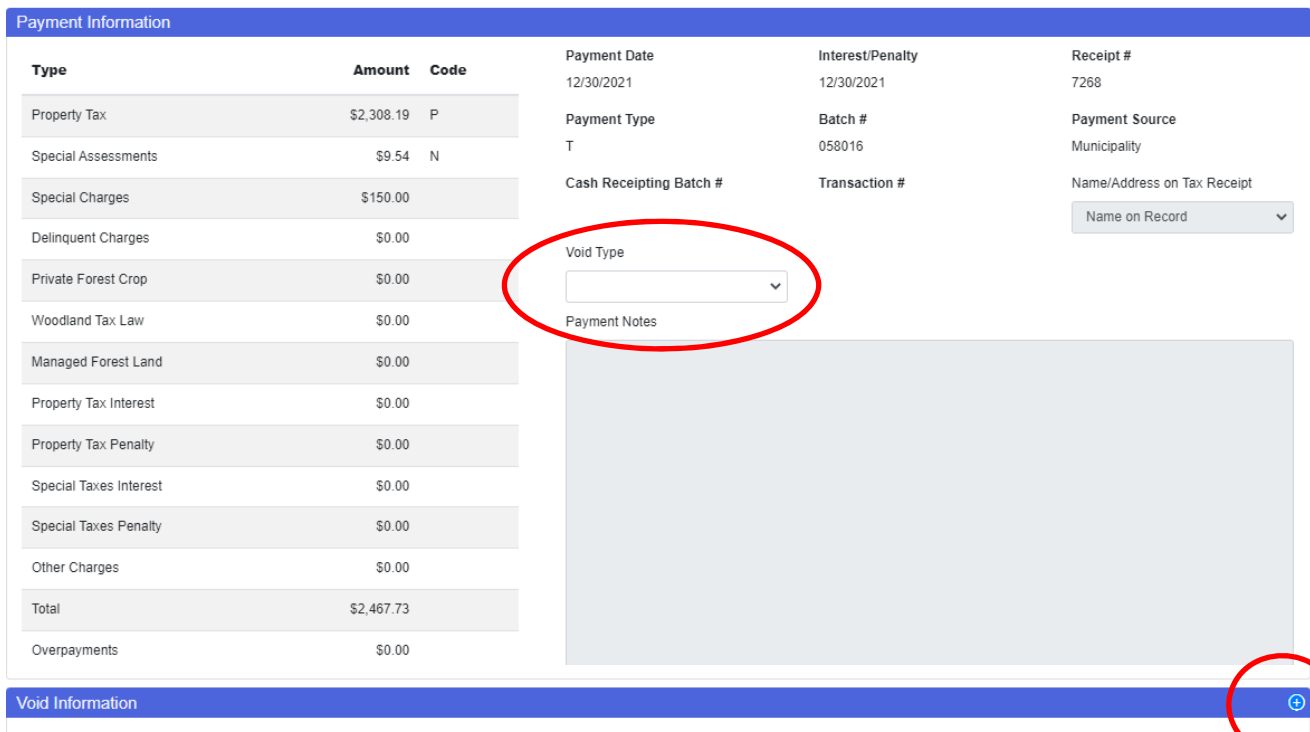 Payment Information
Type Amount Code
Property Tax $2,308.19 P
Special Assessments $9.54 N
Special Charges $150.00
Delinquent Charges $0.00
Private Forest Crop $0.00
Woodland Tax Law $0.00
Managed Forest Land $0.00
Property Tax Interest $0.00
Property Tax Penalty $0.00
Special Taxes Interest $0.00
Special Taxes Penalty $0.00
Other Charges $0.00
Total $2,467.73
Overpayments $0.00
Payment Date Interest/Penalty Receipt #
12/30/2021 12/30/2021 7268
Payment Type Batch # Payment Source
T 058016 Municipality
Cash Receipting Batch # Transaction # Name/Address on Tax Receipt
Name on Record
Void Type
Payment Notes
Void Information